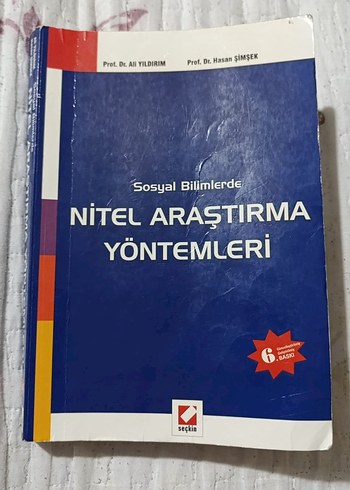 Prof. Dr. Ali YILDIRIM Prof. Dr. Hasan ŞİMŞEK
Sosyal Bilimlerde
NİTEL ARAŞTIRMA
YÖNTEMLERİ
6. BASKI
seçkin